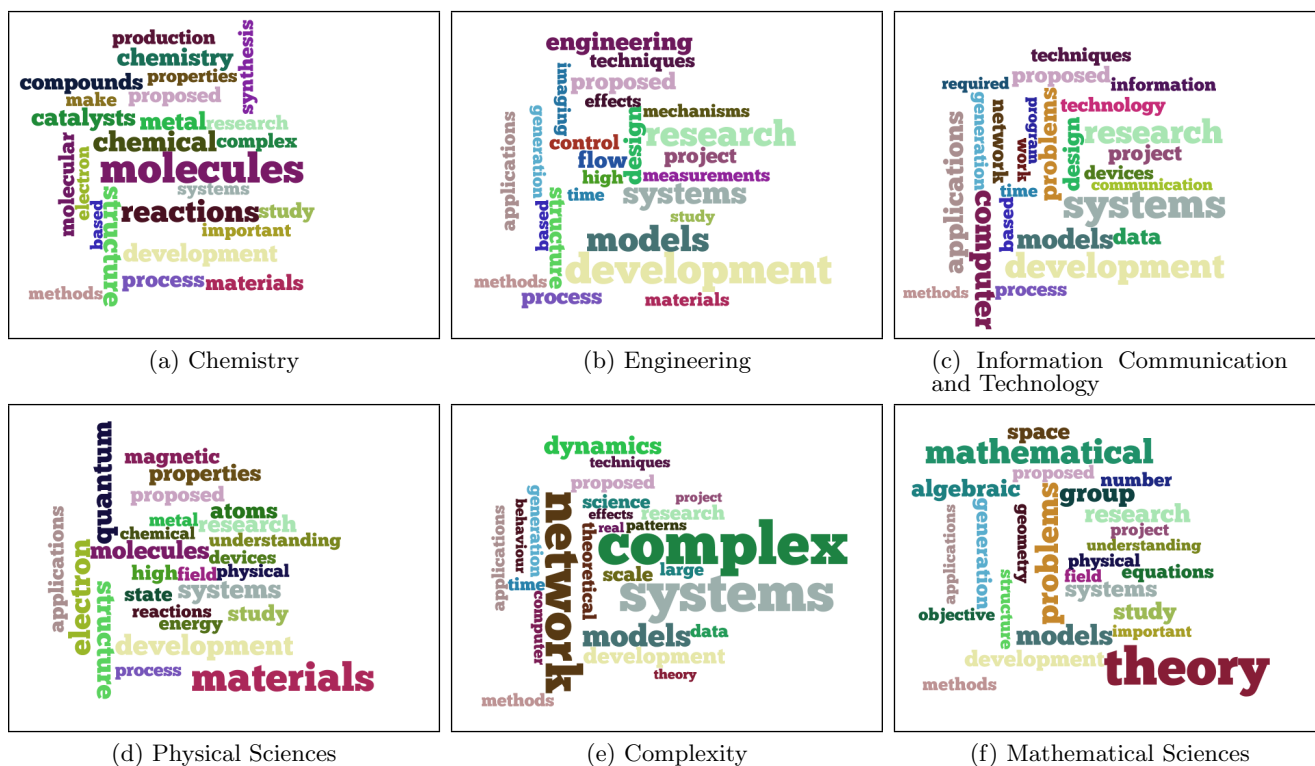 production
chemistry
synthesis
compounds
properties
make
proposed
catalysts
metal
research
molecular
chemical
complex
electron
molecules
systems
based
structure
reactions
study
important
development
methods
process
materials
(a) Chemistry
engineering
techniques
imaging
proposed
effects
mechanisms
applications
generation
design
research
control
flow
project
high
measurements
time
systems
based
structure
study
models
development
methods
process
materials
(b) Engineering
techniques
proposed
required
information
generation
network
program
problems
technology
applications
work
design
research
project
devices
time
communication
computer
systems
based
models
data
development
methods
process
(c) Information Communication
and Technology
quantum
magnetic
properties
proposed
atoms
applications
metal
research
chemical
understanding
molecules
devices
electron
high
field
physical
structure
state
systems
reactions
study
energy
development
process
materials
(d) Physical Sciences
dynamics
techniques
proposed
generation
behaviour
network
science
project
effects
research
applications
theoretical
real
patterns
complex
time
scale
large
computer
systems
models
data
development
theory
methods
(e) Complexity
space
mathematical
proposed
number
algebraic
group
problems
applications
generation
geometry
research
project
understanding
physical
structure
field
equations
systems
objective
study
models
important
development
theory
methods
(f) Mathematical Sciences